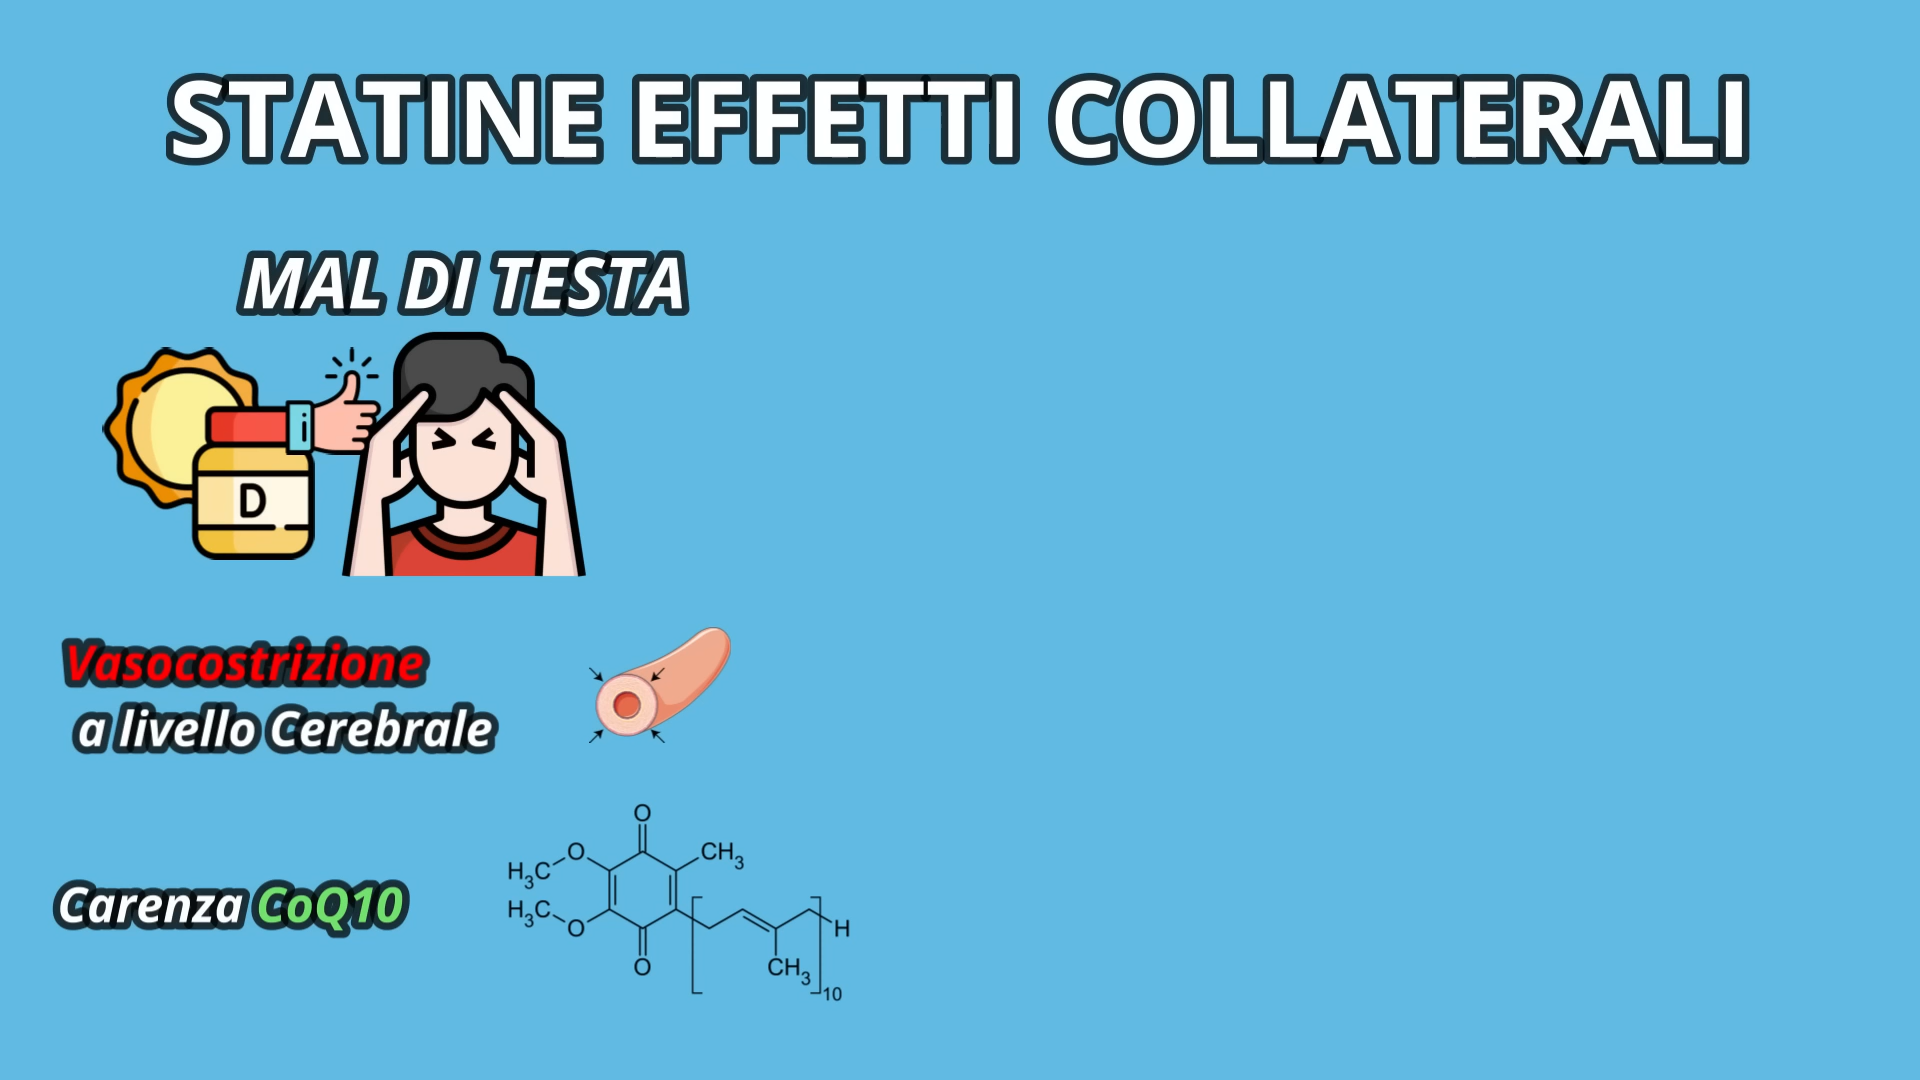 STATINE EFFETTI COLLATERALI
MAL DI TESTA
D
Vasocostrizione
a livello Cerebrale
Carenza CoQ10
O
O
CH3
H3C
H3C
O
H
O
CH3
10